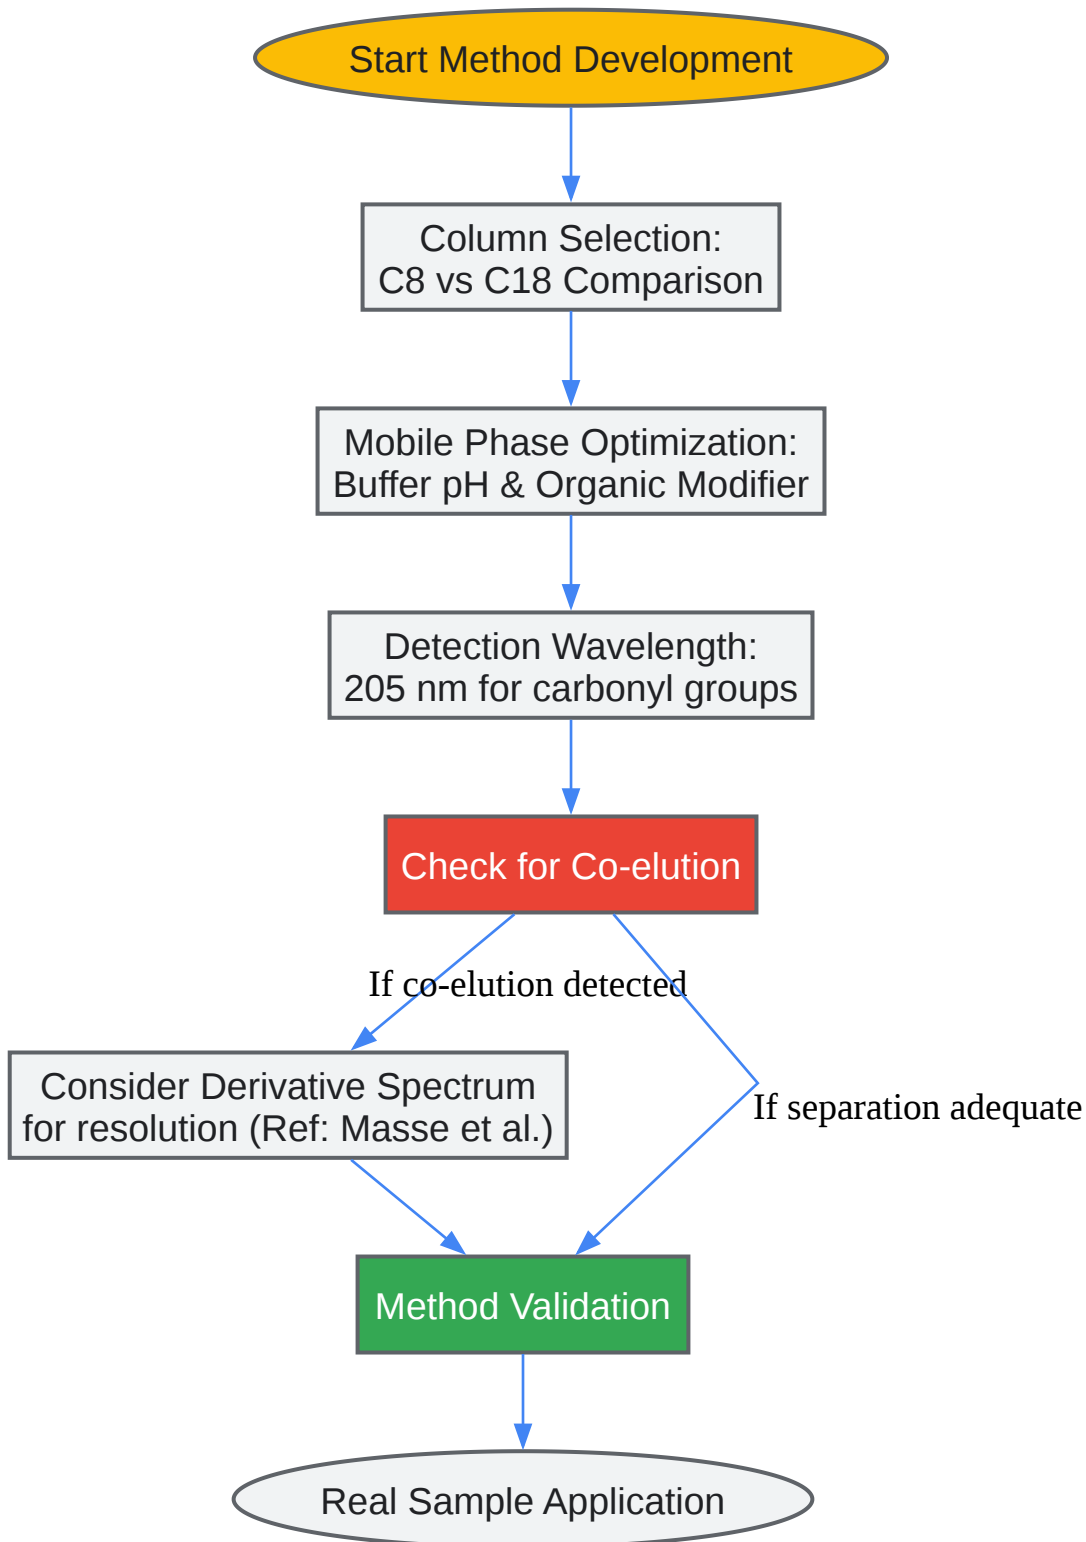 Start Method Development
Column Selection:
C8 vs C18 Comparison
Mobile Phase Optimization:
Buffer pH & Organic Modifier
Detection Wavelength:
205 nm for carbonyl groups
Check for Co-elution
If co-elution detected
Consider Derivative Spectrum
for resolution (Ref: Masse et al.)
If separation adequate
Method Validation
Real Sample Application